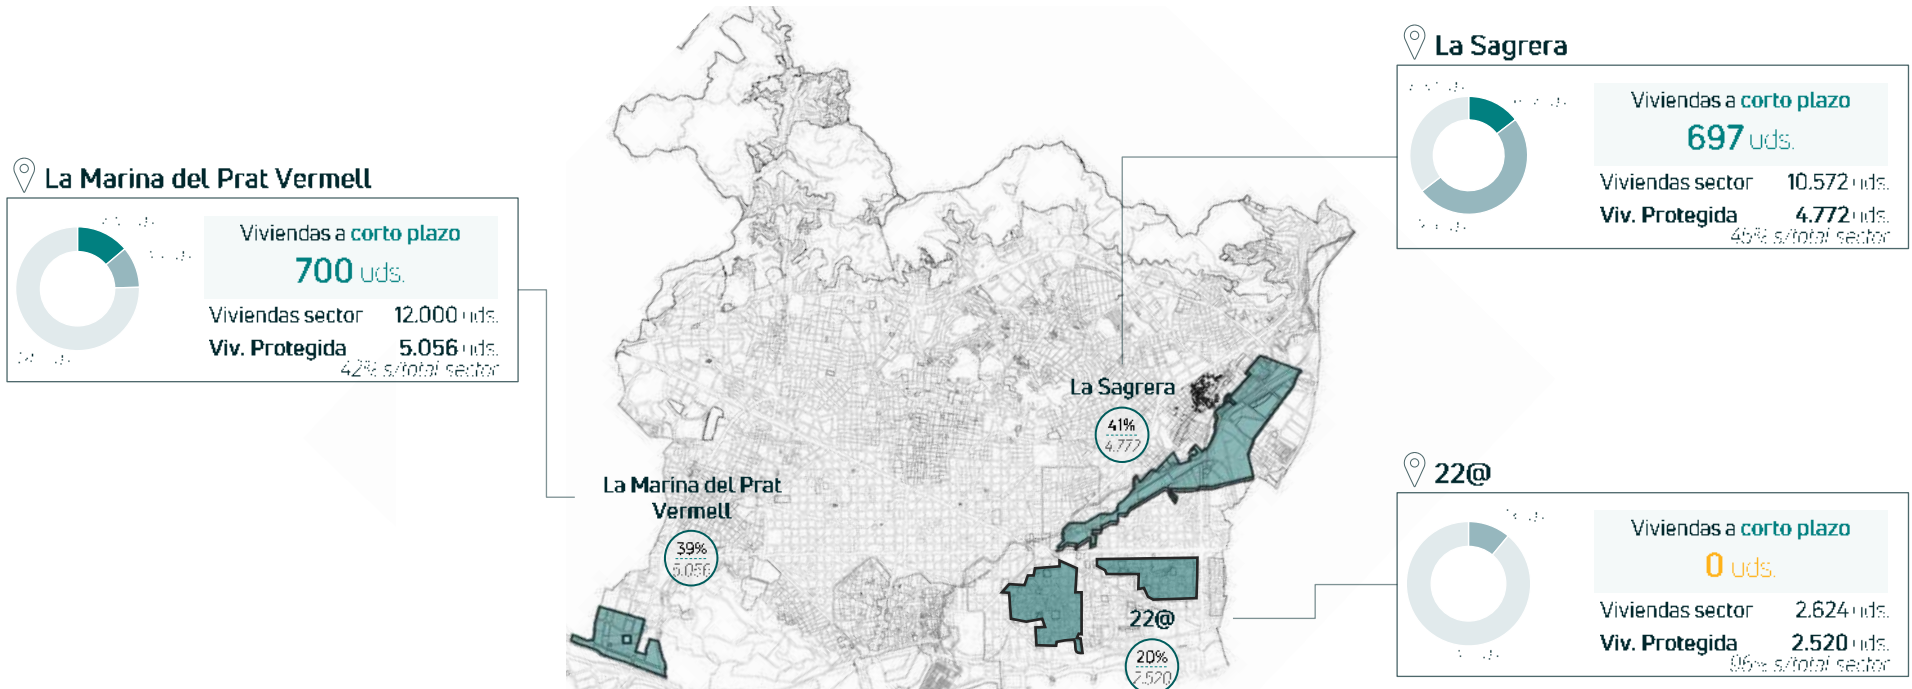 La Marina del Prat Vermell
Viviendas a corto plazo
700 uds.
Viviendas sector 12.000 uds.
Viv. Protegida 5.056 uds.
42% s/total sector
La Sagrera
Viviendas a corto plazo
697 uds.
Viviendas sector 10.572 uds.
Viv. Protegida 4.772 uds.
45% s/total sector
La Sagrera
41%
4.772
La Marina del Prat
Vermell
39%
5.056
22@
20%
2.520
22@
Viviendas a corto plazo
0 uds.
Viviendas sector 2.624 uds.
Viv. Protegida 2.520 uds.
96% s/total sector